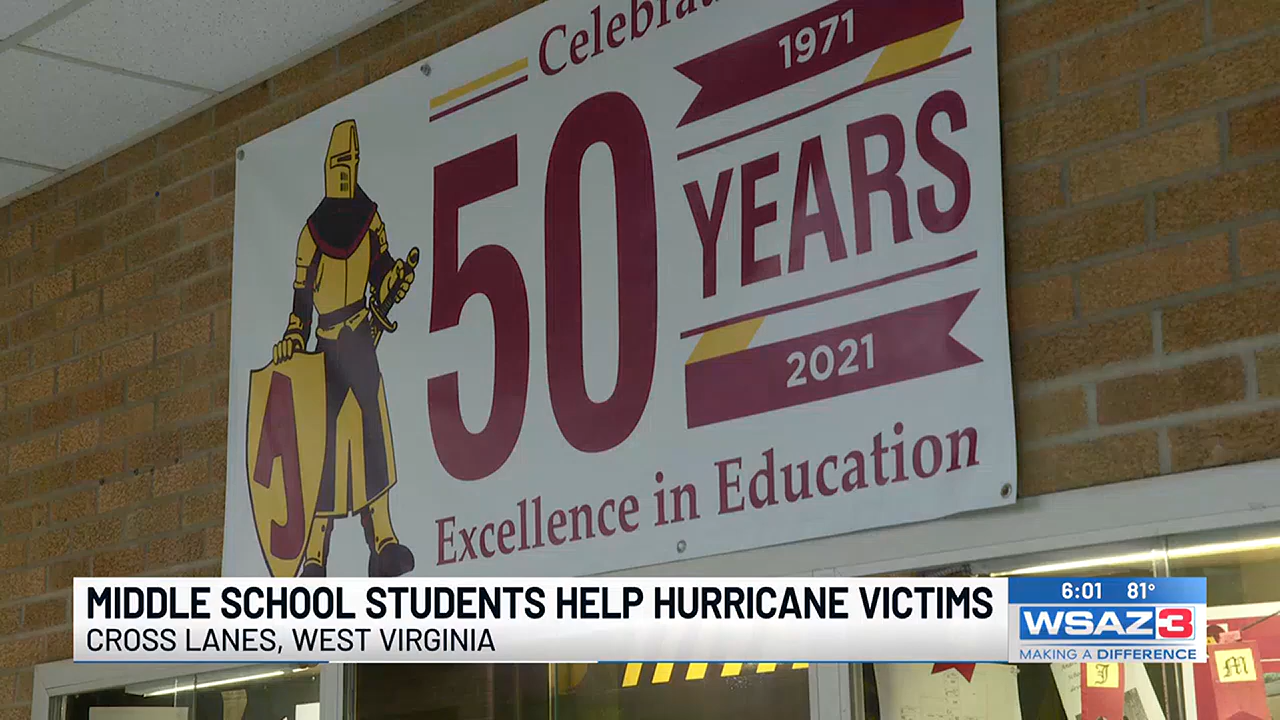 Celebrat
1971
50 YEARS
2021
Excellence in Education
J
MIDDLE SCHOOL STUDENTS HELP HURRICANE VICTIMS
CROSS LANES, WEST VIRGINIA
6:01 81°
WSAZ3
MAKING A DIFFERENCE
J M